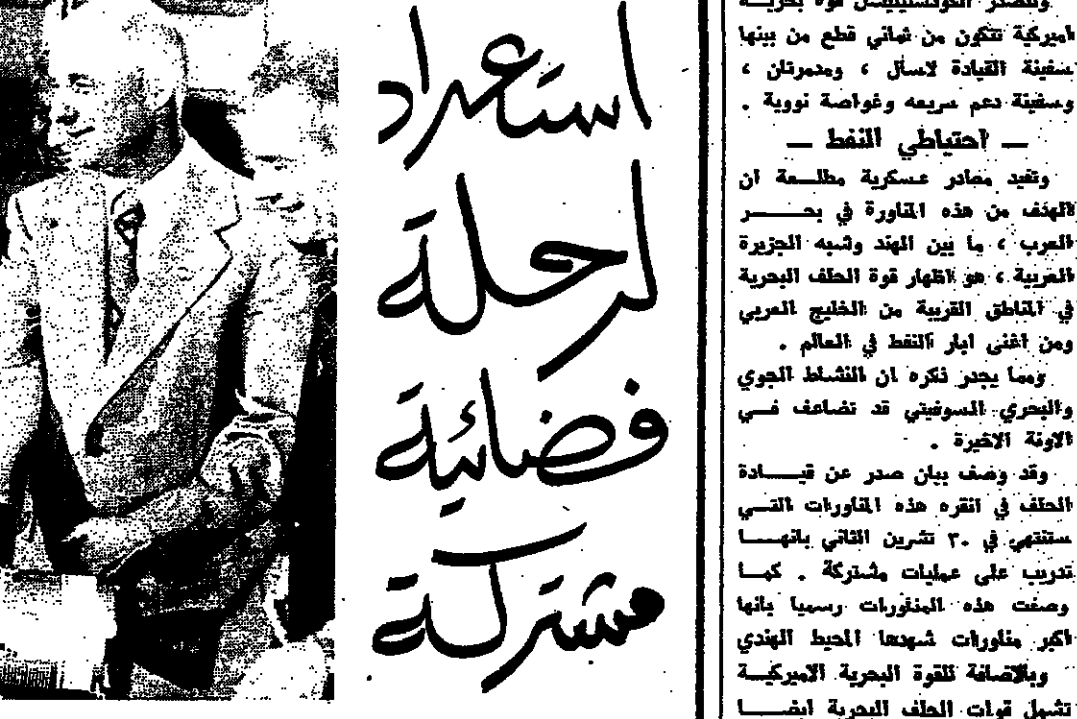 استعداد
لرحلة
فضائية
مشتركة
اميركية تتكون من ثماني قطع من بينها
سفينة القيادة لاسال ، ومدمرتان ،
وسفينة دعم سريعه وغواصة نووية .
— احتياطي النفط —
وتفيد مصادر عسكرية مطلعة ان
الهدف من هذه المناورة في بحر
العرب ، ما بين الهند وشبه الجزيرة
العربية ، هو اظهار قوة الحلف البحرية
في المناطق القريبة من الخليج العربي
ومن اغنى ابار النفط في العالم .
ومما يجدر ذكره ان النشاط الجوي
والبحري السوفيتي قد تضاعف في
الاونة الاخيرة .
وقد وصف بيان صدر عن قيادة
الحلف في انقره هذه المناورات التي
ستنتهي في ٢٠ تشرين الثاني بانها
تدريب على عمليات مشتركة . كما
وصفت هذه المناورات رسميا بانها
اكبر مناورات شهدها المحيط الهندي
وبالاضافة للقوة البحرية الاميركية
تشمل قوات الحلف البحرية ايضا